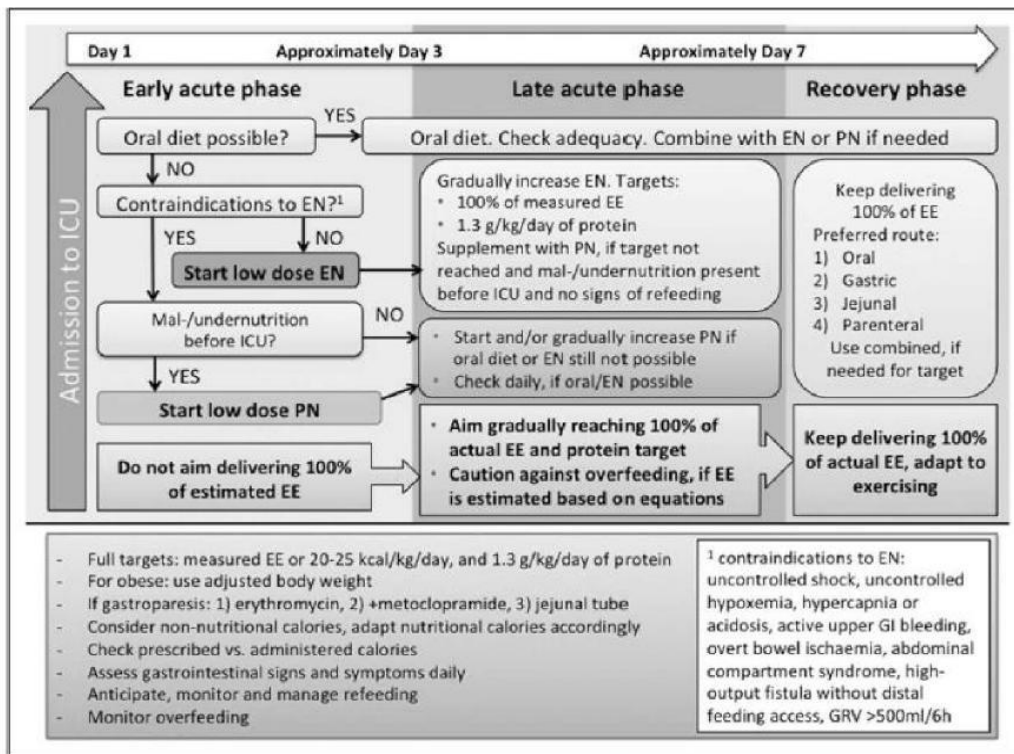 Day 1 Approximately Day 3 Approximately Day 7
Admission to ICU
Early acute phase
Late acute phase
Recovery phase
Oral diet possible?
YES
Oral diet. Check adequacy. Combine with EN or PN if needed
NO
Contraindications to EN?¹
YES
NO
Start low dose EN
Gradually increase EN. Targets:
• 100% of measured EE
• 1.3 g/kg/day of protein
Supplement with PN, if target not
reached and mal-/undernutrition present
before ICU and no signs of refeeding
Keep delivering
100% of EE
Preferred route:
1) Oral
2) Gastric
3) Jejunal
4) Parenteral
Use combined, if
needed for target
Mal-/undernutrition
before ICU?
NO
YES
• Start and/or gradually increase PN if
oral diet or EN still not possible
• Check daily, if oral/EN possible
Start low dose PN
Do not aim delivering 100%
of estimated EE
• Aim gradually reaching 100% of
actual EE and protein target
• Caution against overfeeding, if EE
is estimated based on equations
Keep delivering 100%
of actual EE, adapt to
exercising
- Full targets: measured EE or 20-25 kcal/kg/day, and 1.3 g/kg/day of protein
- For obese: use adjusted body weight
- If gastroparesis: 1) erythromycin, 2) +metoclopramide, 3) jejunal tube
- Consider non-nutritional calories, adapt nutritional calories accordingly
- Check prescribed vs. administered calories
- Assess gastrointestinal signs and symptoms daily
- Anticipate, monitor and manage refeeding
- Monitor overfeeding
¹ contraindications to EN:
uncontrolled shock, uncontrolled
hypoxemia, hypercapnia or
acidosis, active upper GI bleeding,
overt bowel ischaemia, abdominal
compartment syndrome, high-
output fistula without distal
feeding access, GRV >500ml/6h